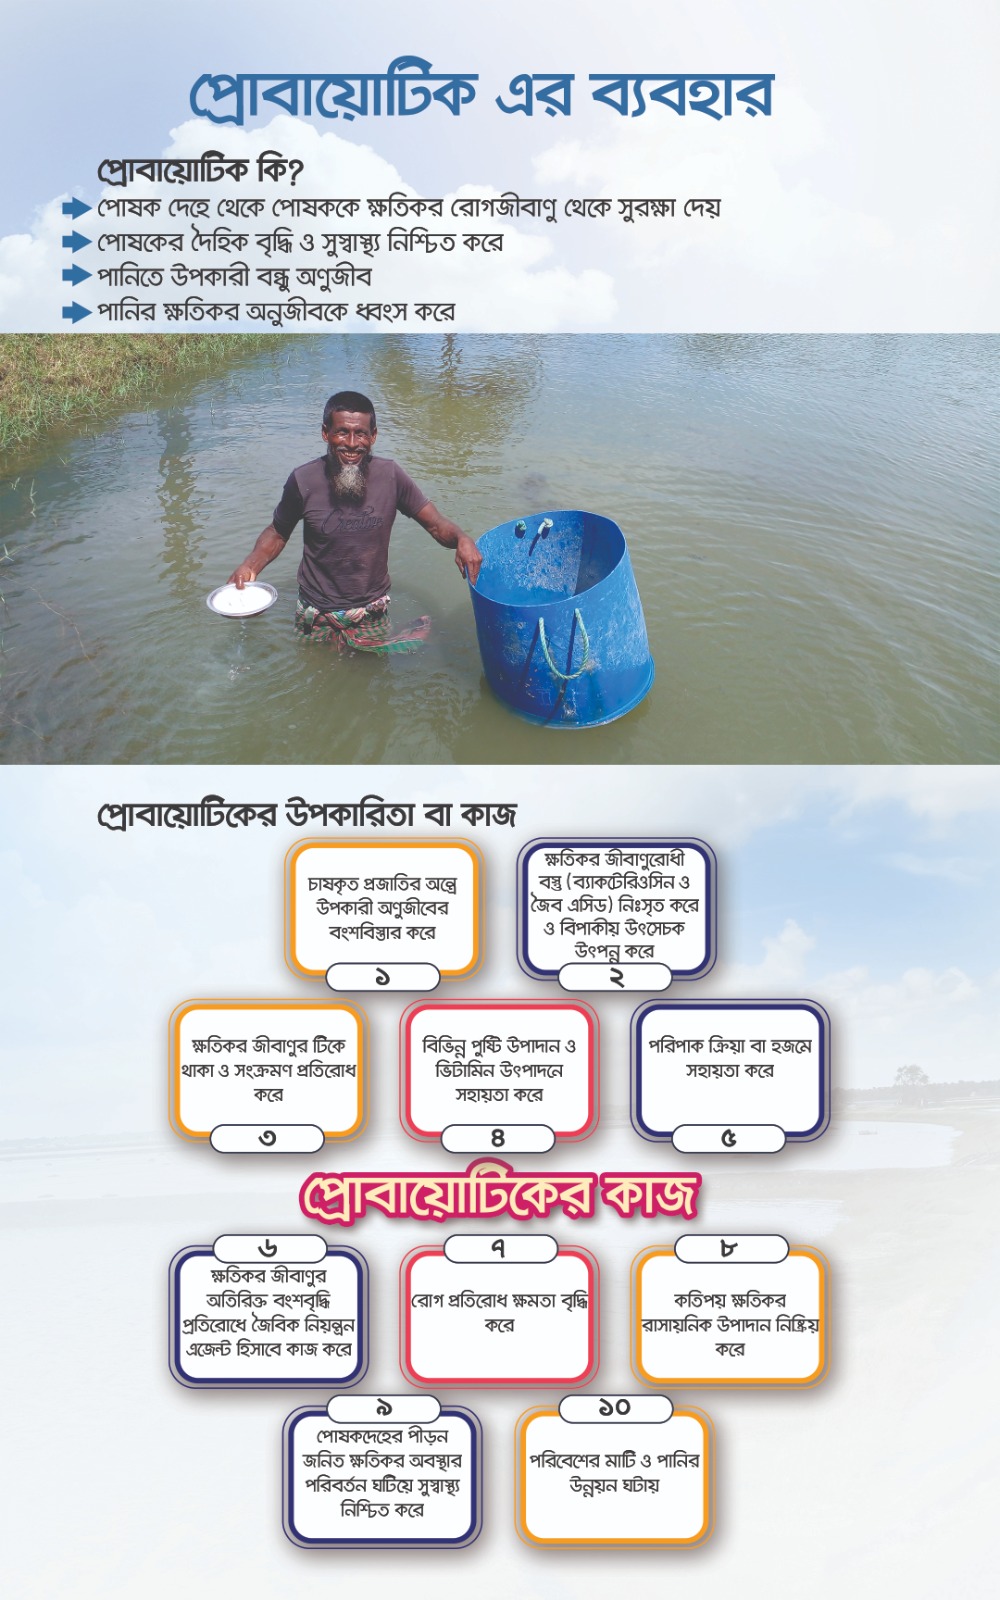 প্রোবায়োটিক এর ব্যবহার
প্রোবায়োটিক কি?
পোষক দেহে থেকে পোষককে ক্ষতিকর রোগজীবাণু থেকে সুরক্ষা দেয়
পোষকের দৈহিক বৃদ্ধি ও সুস্বাস্থ্য নিশ্চিত করে
পানিতে উপকারী বন্ধু অণুজীব
পানির ক্ষতিকর অনুজীবকে ধ্বংস করে
প্রোবায়োটিকের উপকারিতা বা কাজ
চাষকৃত প্রজাতির অন্ত্রে
উপকারী অণুজীবের
বংশবিস্তার করে
১
ক্ষতিকর জীবাণুরোধী
বস্তু (ব্যাকটেরিওসিন ও
জৈব এসিড) নিঃসৃত করে
ও বিপাকীয় উৎসেচক
উৎপন্ন করে
২
ক্ষতিকর জীবাণুর টিকে
থাকা ও সংক্রমণ প্রতিরোধ
করে
৩
বিভিন্ন পুষ্টি উপাদান ও
ভিটামিন উৎপাদনে
সহায়তা করে
৪
পরিপাক ক্রিয়া বা হজমে
সহায়তা করে
৫
প্রোবায়োটিকের কাজ
৬
ক্ষতিকর জীবাণুর
অতিরিক্ত বংশবৃদ্ধি
প্রতিরোধে জৈবিক নিয়ন্ত্রন
এজেন্ট হিসাবে কাজ করে
৭
রোগ প্রতিরোধ ক্ষমতা বৃদ্ধি
করে
৮
কতিপয় ক্ষতিকর
রাসায়নিক উপাদান নিষ্ক্রিয়
করে
৯
পোষকদেহের পীড়ন
জনিত ক্ষতিকর অবস্থার
পরিবর্তন ঘটিয়ে সুস্বাস্থ্য
নিশ্চিত করে
১০
পরিবেশের মাটি ও পানির
উন্নয়ন ঘটায়